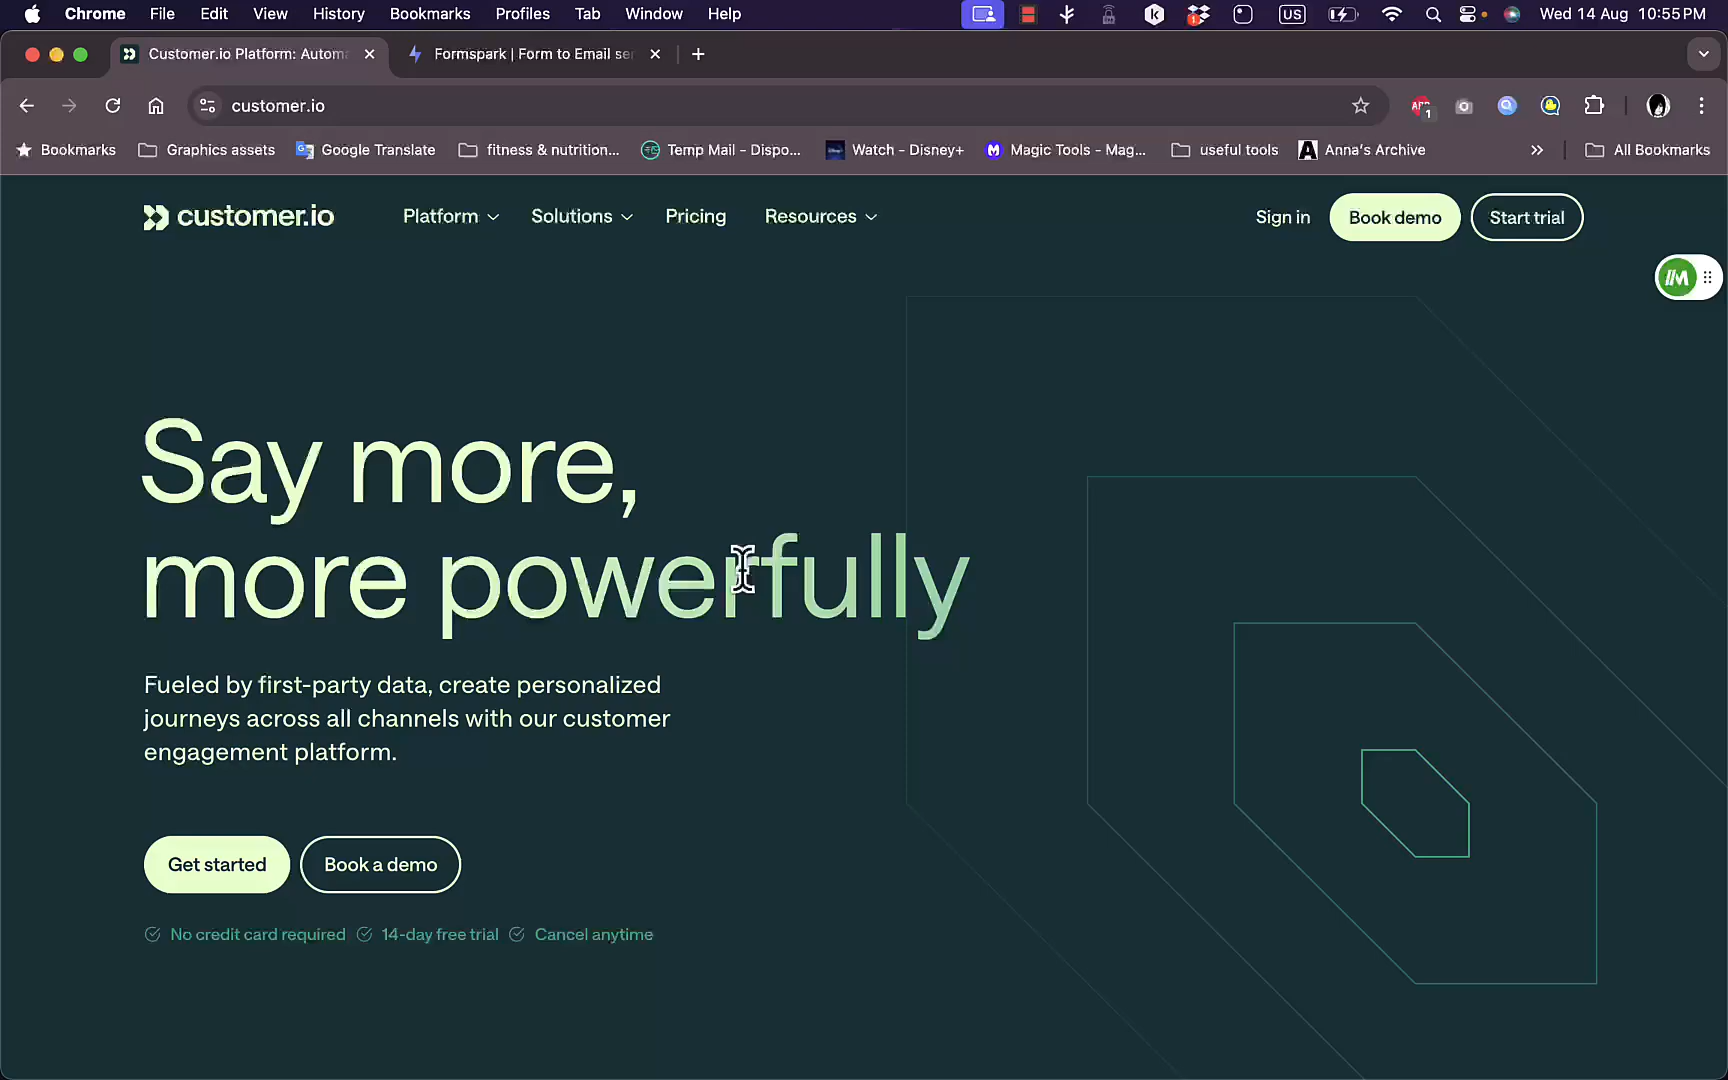 Chrome File Edit View History Bookmarks Profiles Tab Window Help US Wed 14 Aug 10:55 PM
Customer.io Platform: Autom Formspark | Form to Email ser
customer.io
Bookmarks Graphics assets Google Translate fitness & nutrition... Temp Mail – Dispo... Watch – Disney+ Magic Tools – Mag... useful tools Anna's Archive All Bookmarks
customer.io Platform Solutions Pricing Resources Sign in Book demo Start trial
Say more,
more powerfully
Fueled by first-party data, create personalized
journeys across all channels with our customer
engagement platform.
Get started Book a demo
No credit card required 14-day free trial Cancel anytime